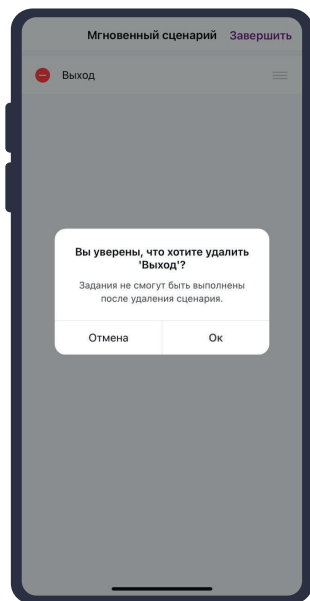 Мгновенный сценарий Завершить
Выход
Вы уверены, что хотите удалить
'Выход'?
Задания не смогут быть выполнены
после удаления сценария.
Отмена Ок